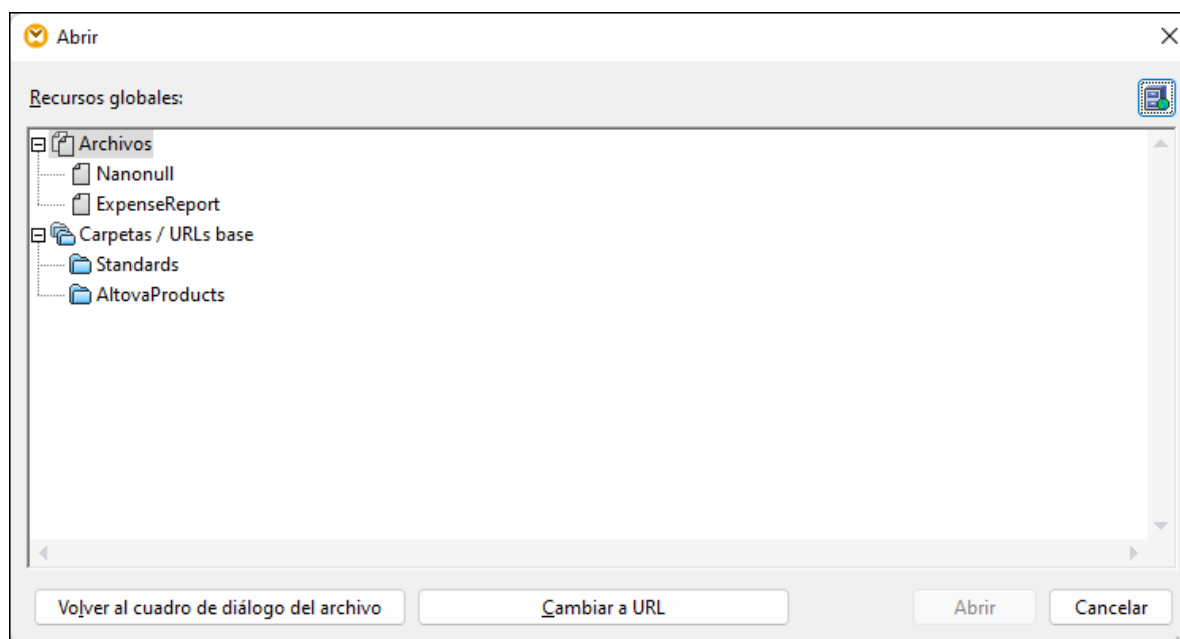 Abrir
Recursos globales:
Archivos
Nanonull
ExpenseReport
Carpetas / URLs base
Standards
AltovaProducts
Volver al cuadro de diálogo del archivo Cambiar a URL Abrir Cancelar